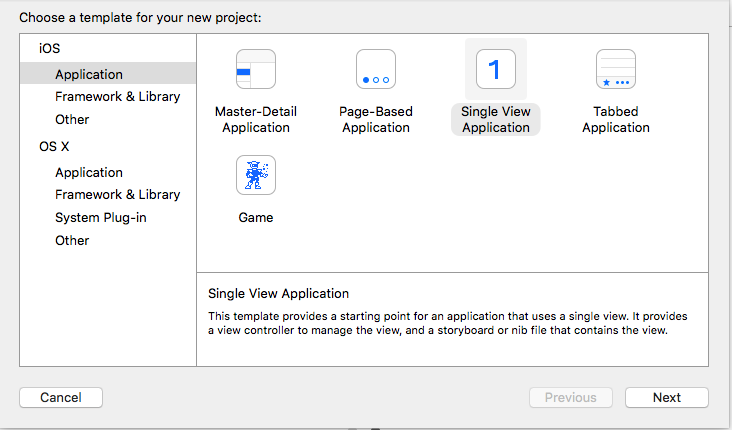 Choose a template for your new project:
iOS
Application
Framework & Library
Other
OS X
Application
Framework & Library
System Plug-in
Other
Master-Detail
Application
Page-Based
Application
1
Single View
Application
Tabbed
Application
Game
Single View Application
This template provides a starting point for an application that uses a single view. It provides
a view controller to manage the view, and a storyboard or nib file that contains the view.
Cancel
Previous
Next